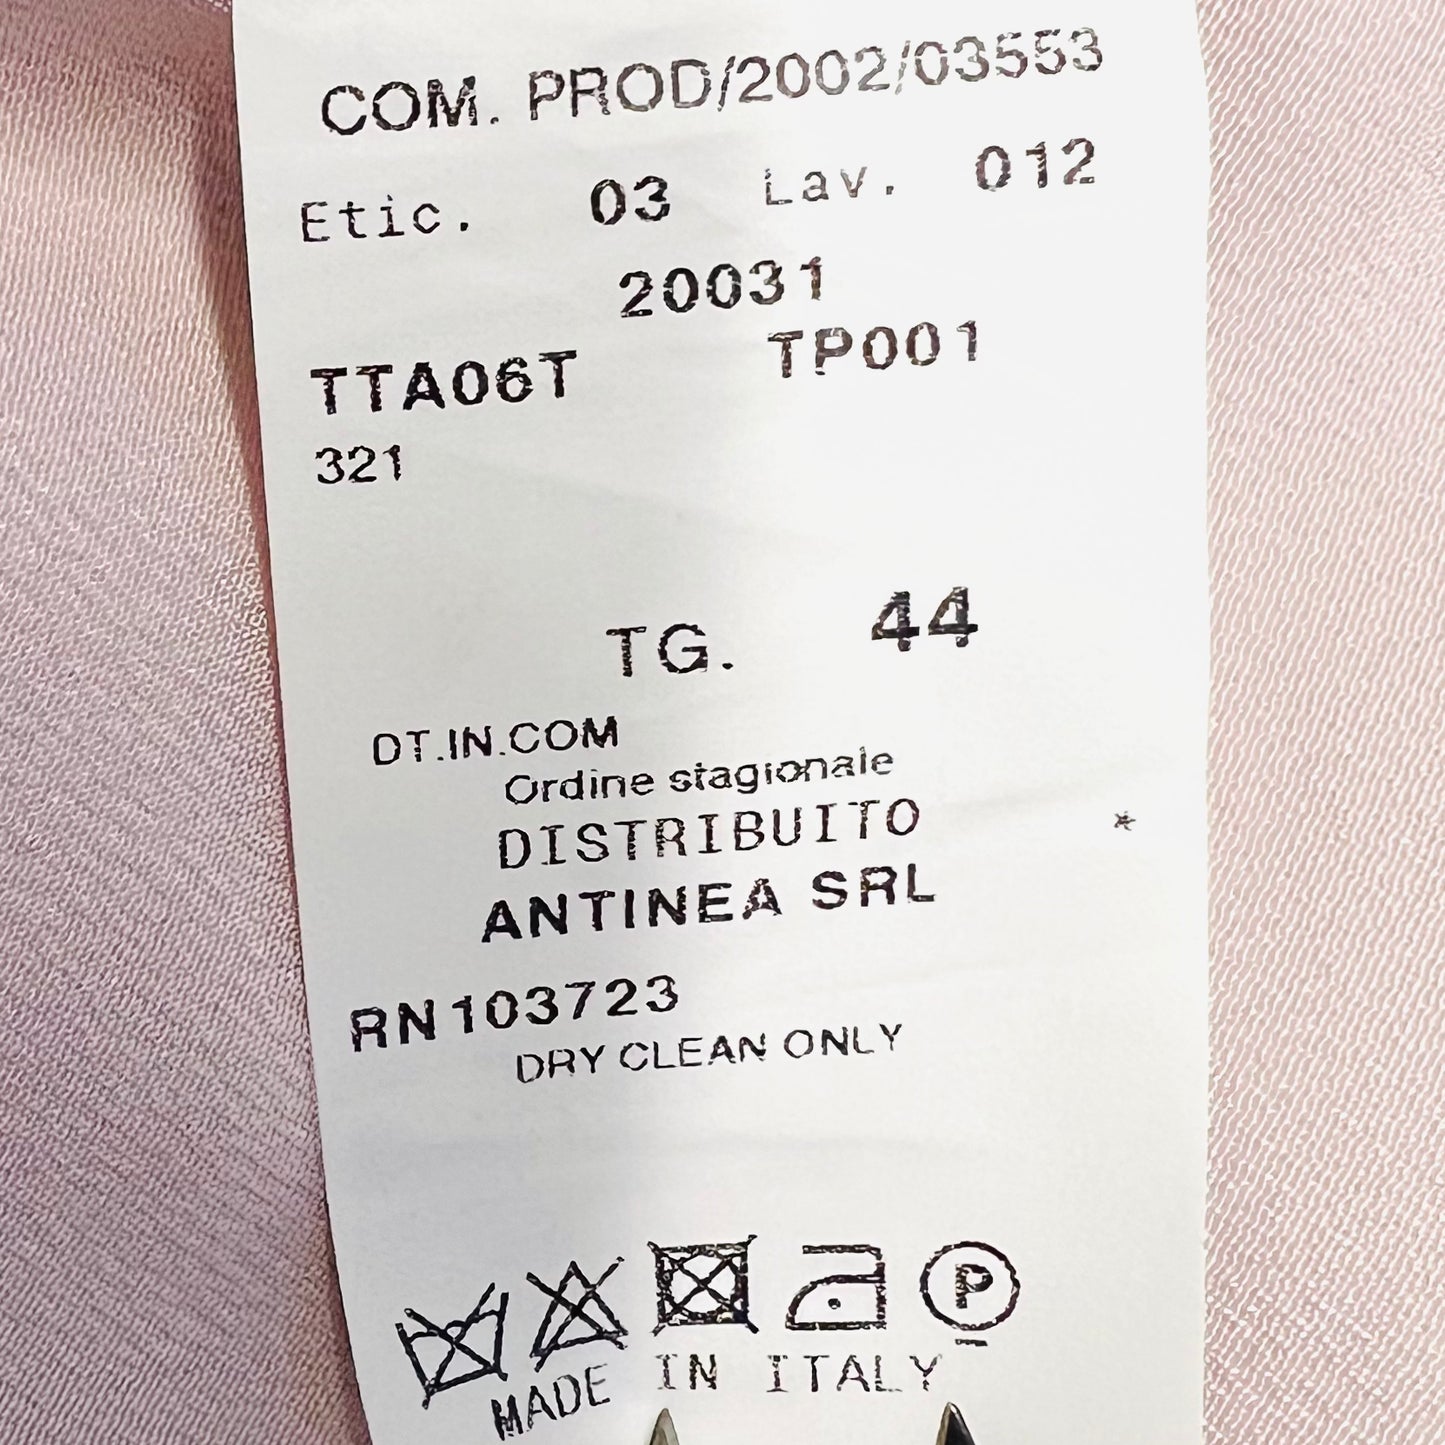 COM. PROD/2002/03553
Etic. 03 Lav. 012
20031
TTA06T TP001
321
TG. 44
DT.IN.COM
Ordine stagionale
DISTRIBUITO *
ANTINEA SRL
RN103723
DRY CLEAN ONLY
P
MADE IN ITALY